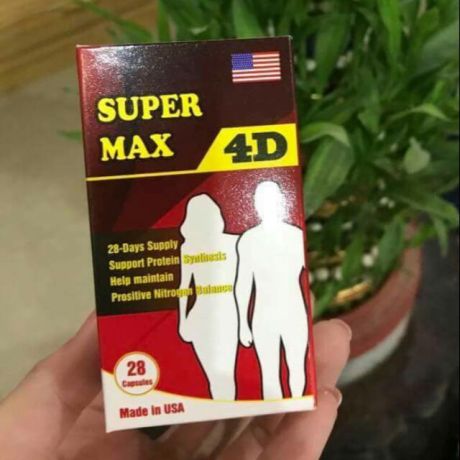 SUPER
MAX
4D
28-Days Supply
Support Protein Synthesis
Help maintain
Prositive Nitrogen Balance
28
Capsules
Made in USA